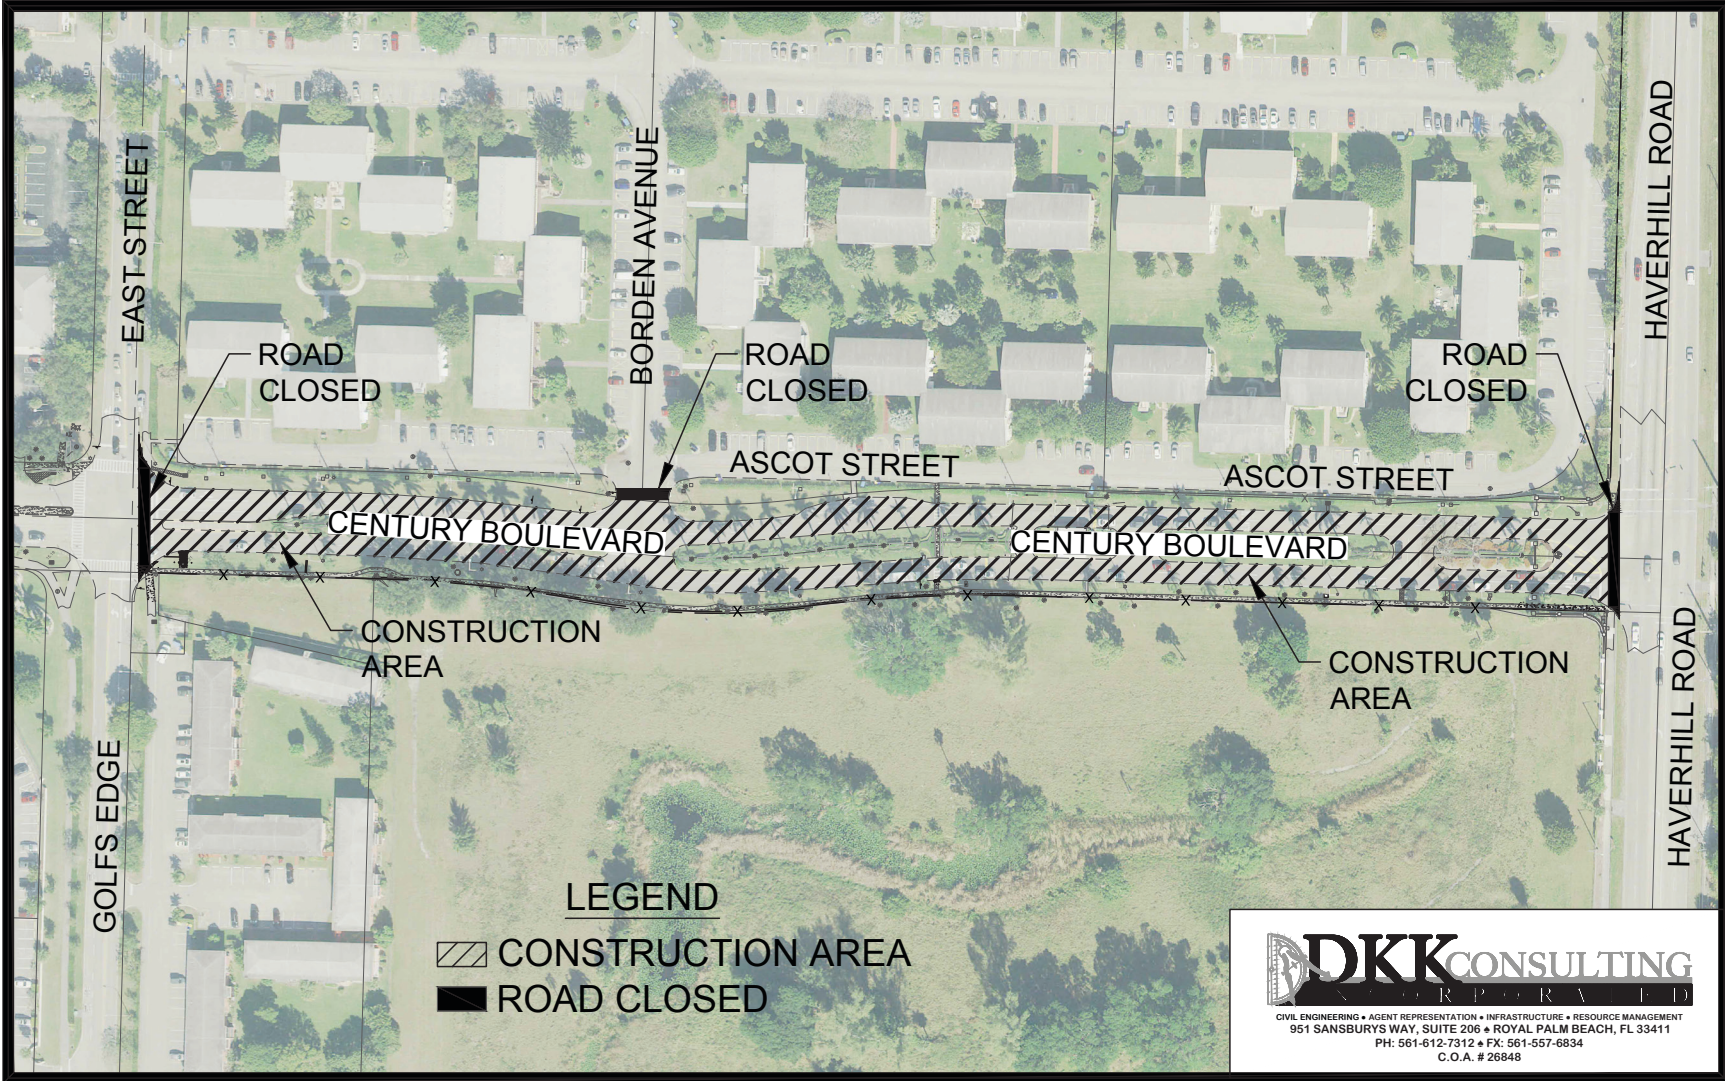 EAST STREET
BORDEN AVENUE
HAVERHILL ROAD
ROAD
CLOSED
ROAD
CLOSED
ROAD
CLOSED
ASCOT STREET
ASCOT STREET
CENTURY BOULEVARD
CENTURY BOULEVARD
CONSTRUCTION
AREA
CONSTRUCTION
AREA
GOLFS EDGE
HAVERHILL ROAD
LEGEND
CONSTRUCTION AREA
ROAD CLOSED
DKK CONSULTING
INCORPORATED
CIVIL ENGINEERING • AGENT REPRESENTATION • INFRASTRUCTURE • RESOURCE MANAGEMENT
951 SANSBURYS WAY, SUITE 206 ♠ ROYAL PALM BEACH, FL 33411
PH: 561-612-7312 ♠ FX: 561-557-6834
C.O.A. # 26848